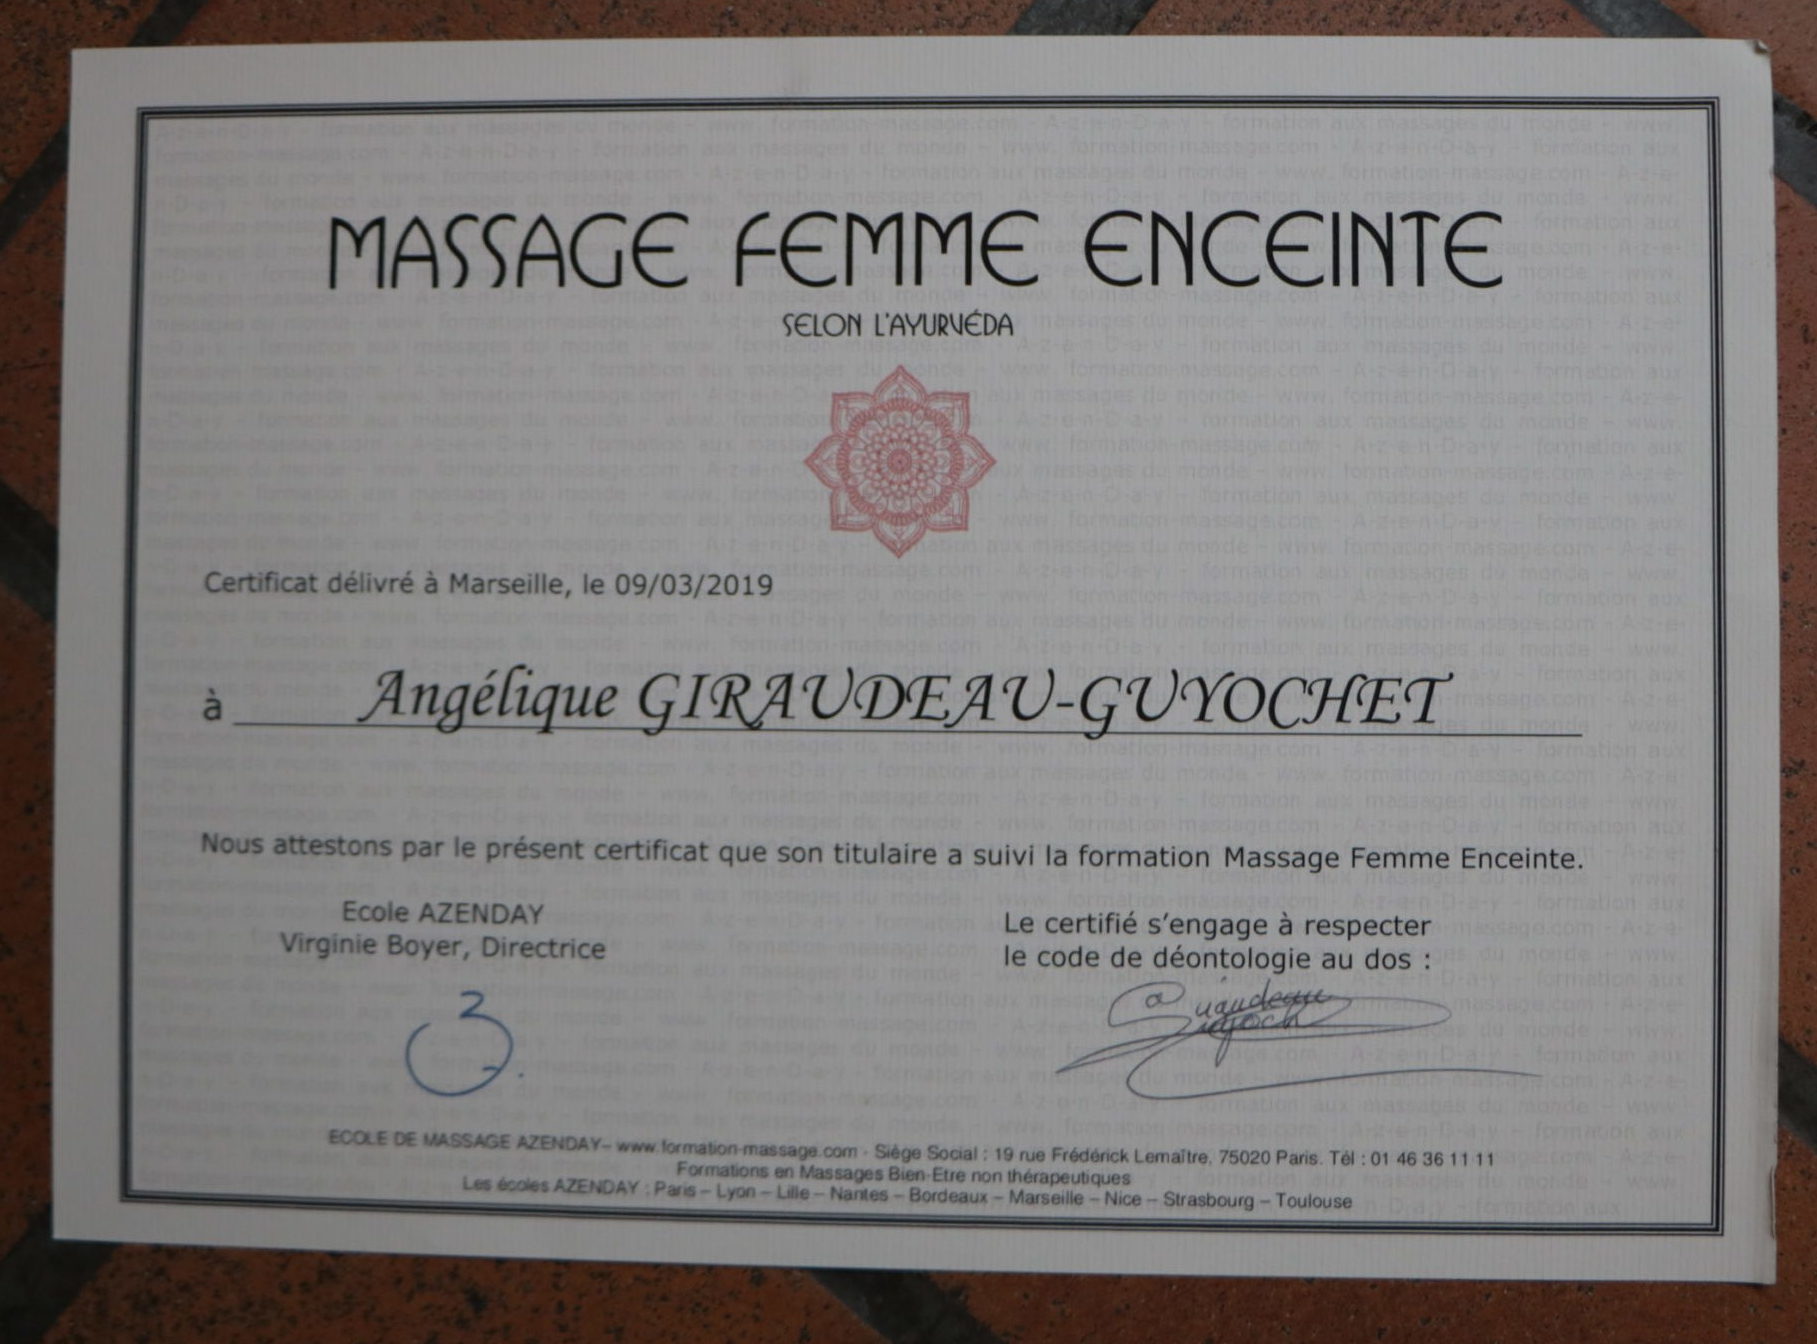 MASSAGE FEMME ENCEINTE
SELON L'AYURVÉDA
Certificat délivré à Marseille, le 09/03/2019
à Angélique GIRAUDEAU-GUYOCHET
Nous attestons par le présent certificat que son titulaire a suivi la formation Massage Femme Enceinte.
Ecole AZENDAY
Virginie Boyer, Directrice
Le certifié s'engage à respecter
le code de déontologie au dos :
ECOLE DE MASSAGE AZENDAY– www.formation-massage.com - Siége Social : 19 rue Frédérick Lemaître, 75020 Paris. Tél : 01 46 36 11 11
Formations en Massages Bien-Etre non thérapeutiques
Les écoles AZENDAY : Paris – Lyon – Lille – Nantes – Bordeaux – Marseille – Nice – Strasbourg – Toulouse